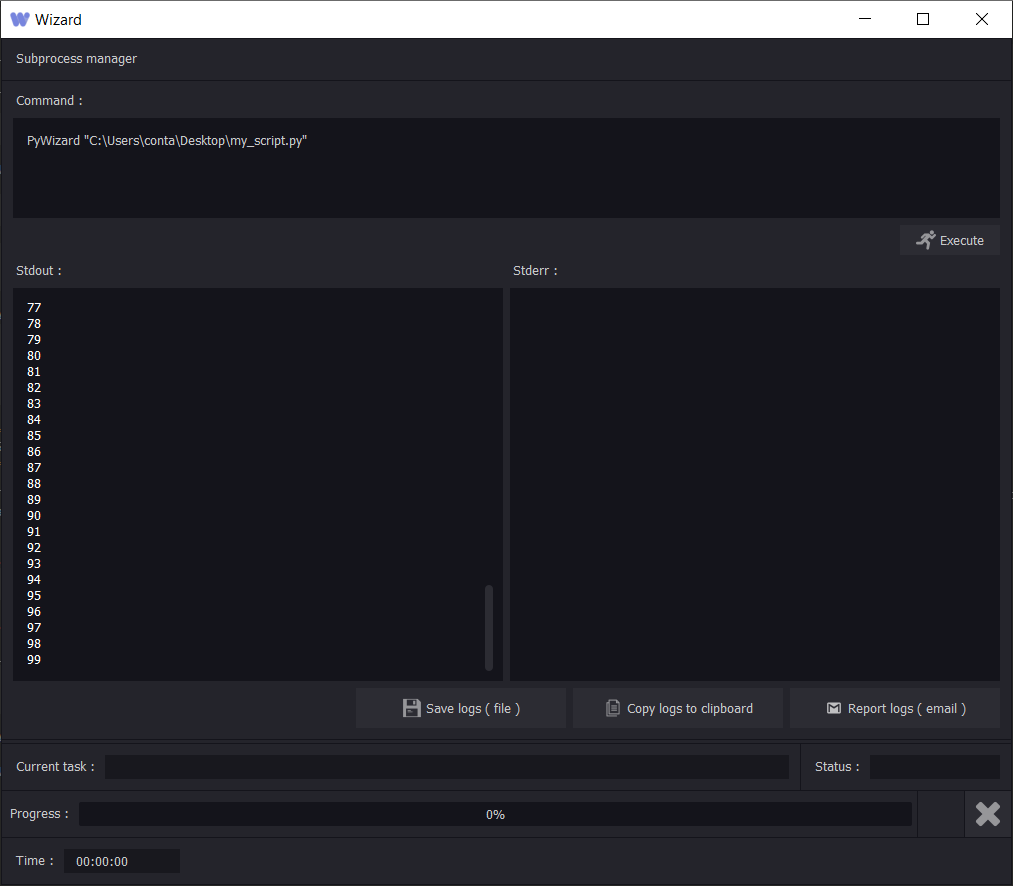 Wizard
Subprocess manager
Command :
PyWizard "C:\Users\conta\Desktop\my_script.py"
Execute
Stdout :
Stderr :
77
78
79
80
81
82
83
84
85
86
87
88
89
90
91
92
93
94
95
96
97
98
99
Save logs ( file )
Copy logs to clipboard
Report logs ( email )
Current task :
Status :
Progress :
0%
Time :
00:00:00